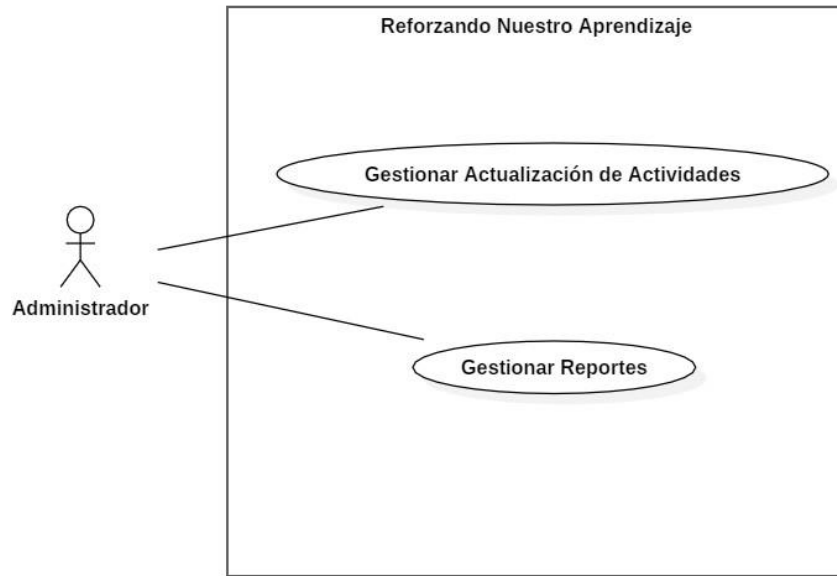 Reforzando Nuestro Aprendizaje
Gestionar Actualización de Actividades
Administrador
Gestionar Reportes